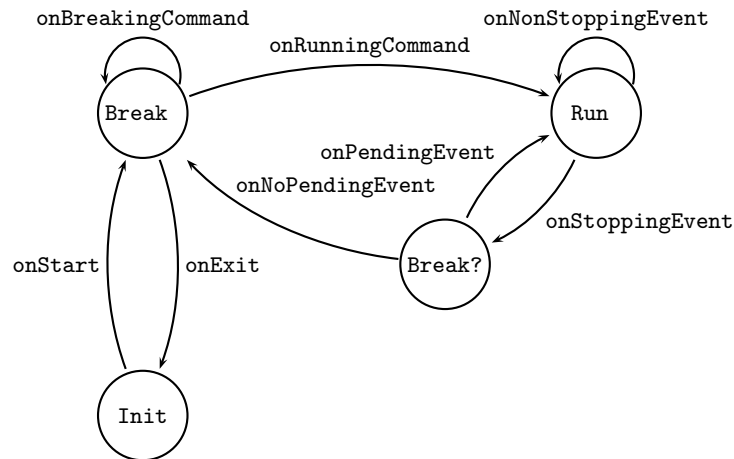 onBreakingCommand
onNonStoppingEvent
onRunningCommand
Break
Run
onPendingEvent
onNoPendingEvent
onStoppingEvent
onStart
onExit
Break?
Init